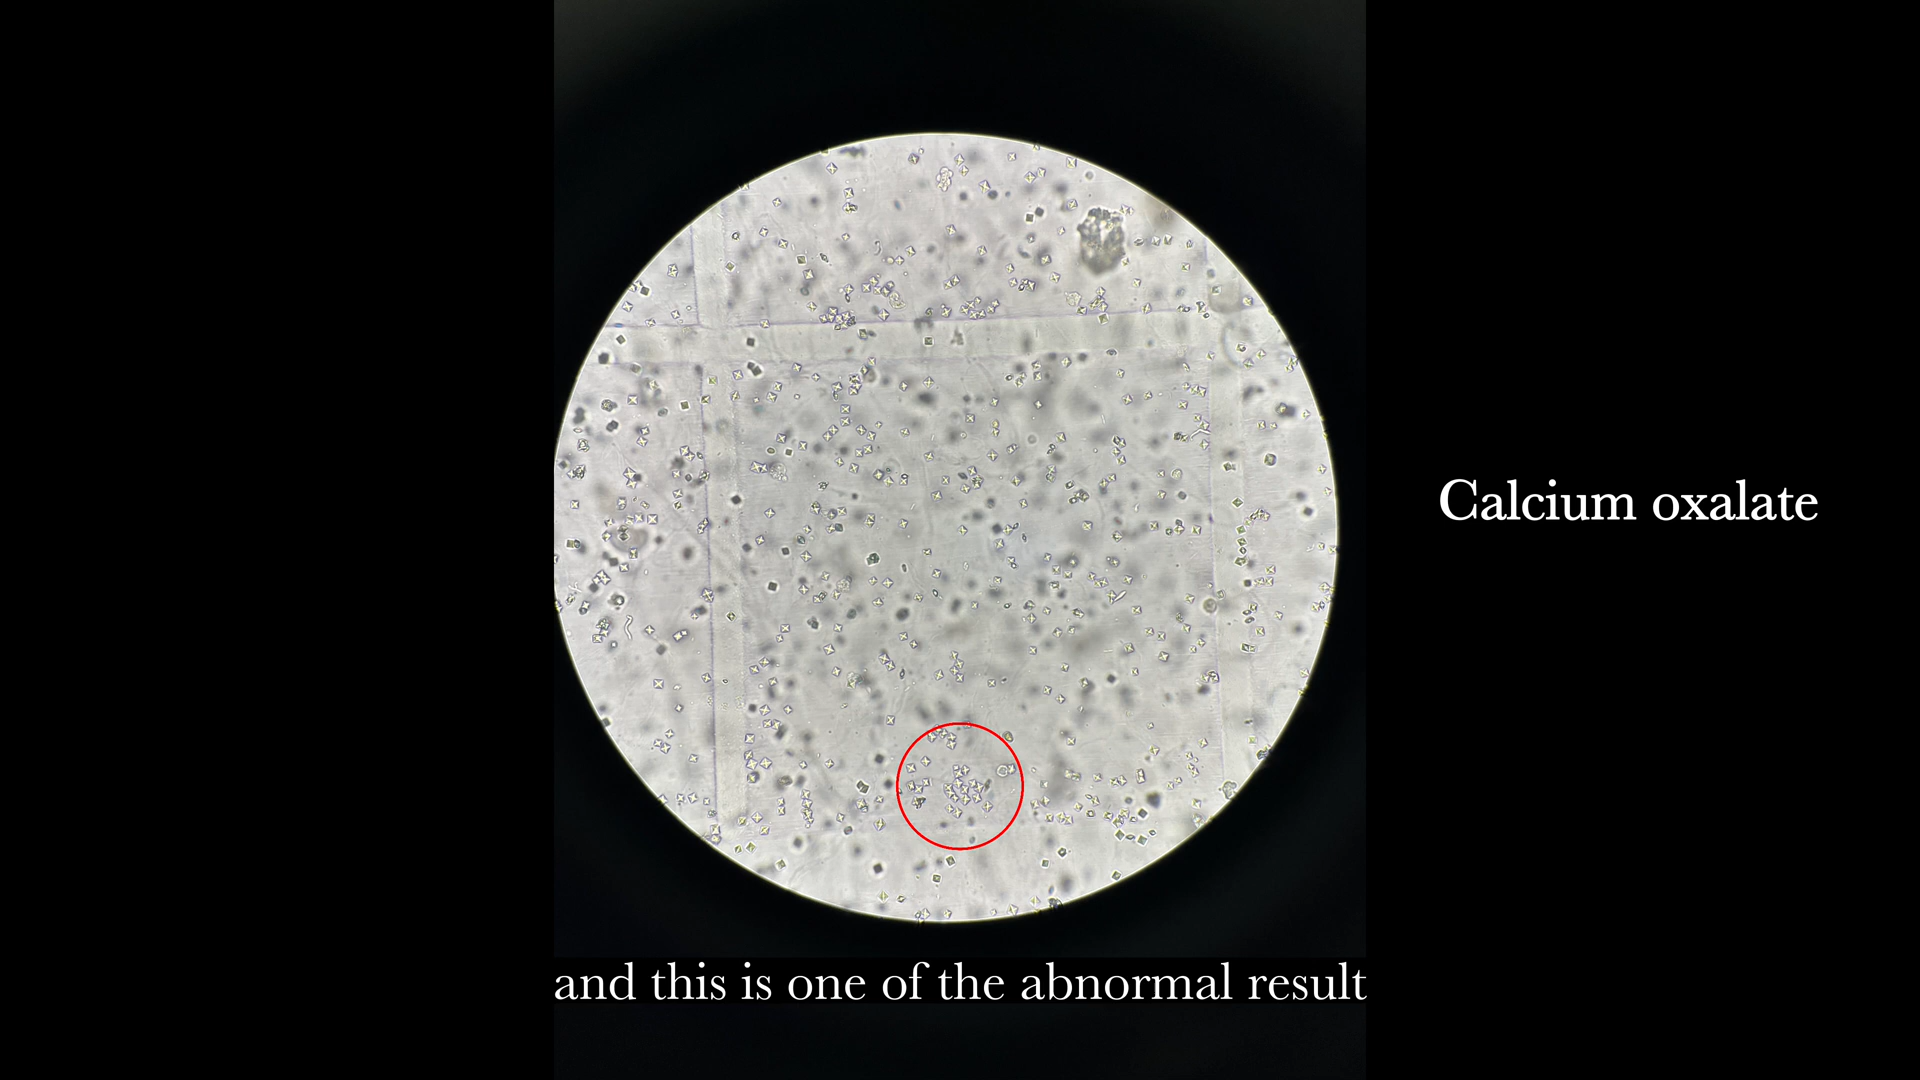 Calcium oxalate
and this is one of the abnormal result